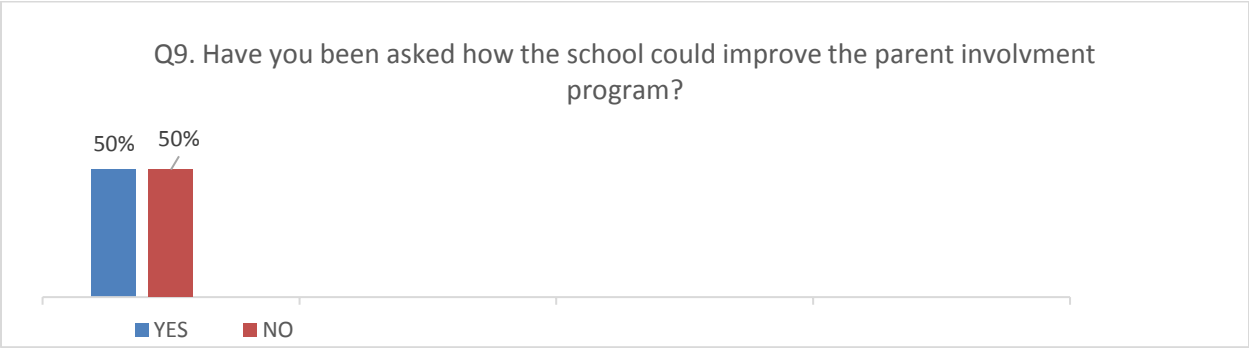 Q9. Have you been asked how the school could improve the parent involvment
program?
50% 50%
YES NO